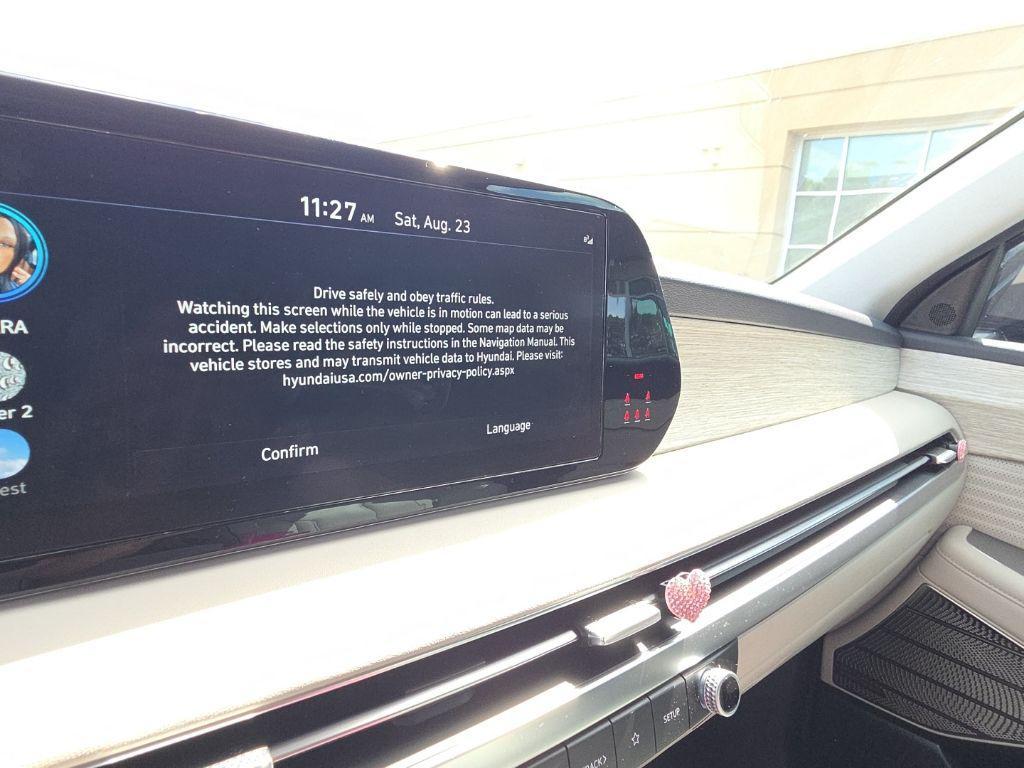 11:27 AM Sat, Aug. 23
RA
er 2
est
Drive safely and obey traffic rules.
Watching this screen while the vehicle is in motion can lead to a serious
accident. Make selections only while stopped. Some map data may be
incorrect. Please read the safety instructions in the Navigation Manual. This
vehicle stores and may transmit vehicle data to Hyundai. Please visit:
hyundaiusa.com/owner-privacy-policy.aspx
Confirm
Language
RACK>
☆
SETUP